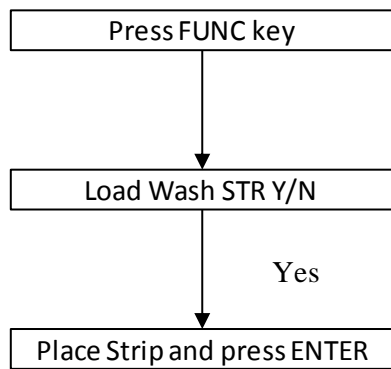 Press FUNC key
Load Wash STR Y/N
Yes
Place Strip and press ENTER